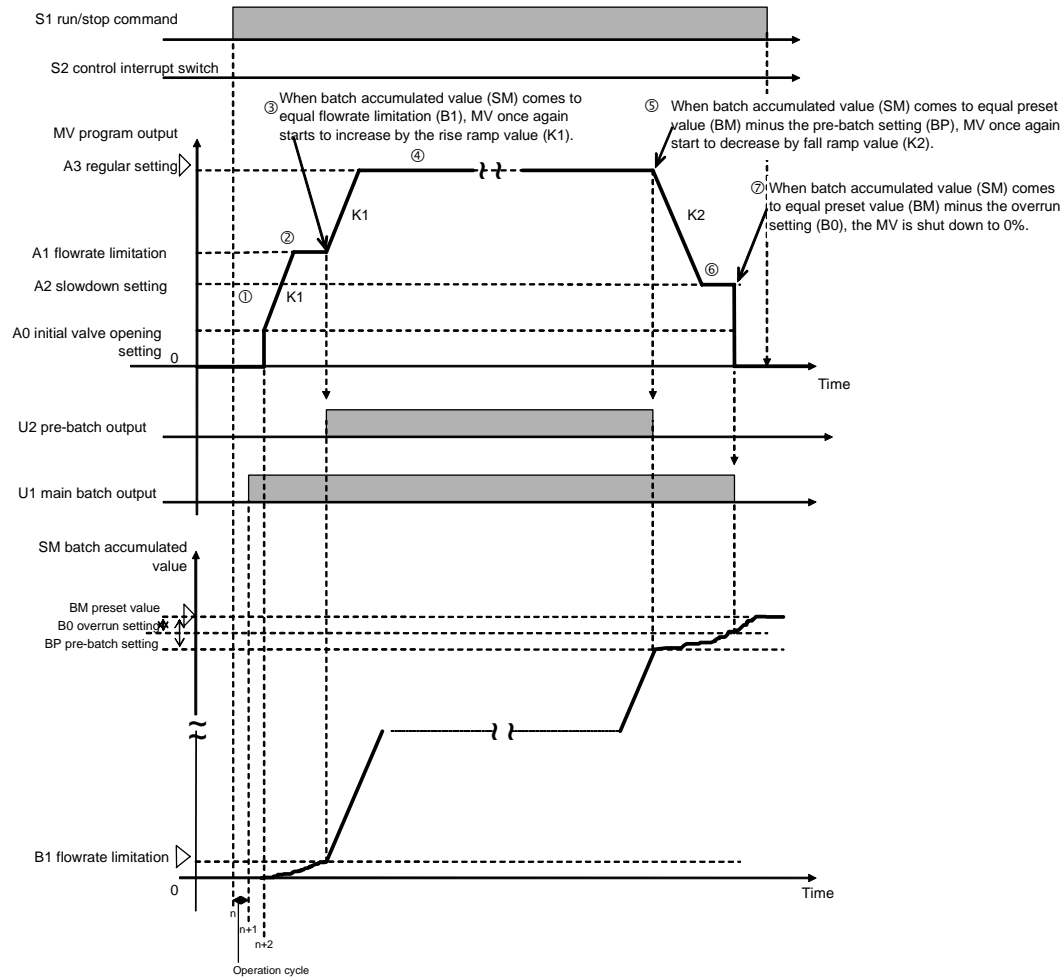 S1 run/stop command
S2 control interrupt switch
③ When batch accumulated value (SM) comes to
equal flowrate limitation (B1), MV once again
starts to increase by the rise ramp value (K1).
⑤ When batch accumulated value (SM) comes to equal preset
value (BM) minus the pre-batch setting (BP), MV once again
start to decrease by fall ramp value (K2).
MV program output
A3 regular setting
④
⑦ When batch accumulated value (SM) comes
to equal preset value (BM) minus the overrun
setting (B0), the MV is shut down to 0%.
K1
K2
②
A1 flowrate limitation
⑥
A2 slowdown setting
①
K1
A0 initial valve opening
setting
0
Time
U2 pre-batch output
U1 main batch output
SM batch accumulated
value
BM preset value
B0 overrun setting
BP pre-batch setting
B1 flowrate limitation
0
Time
n
n+1
n+2
Operation cycle